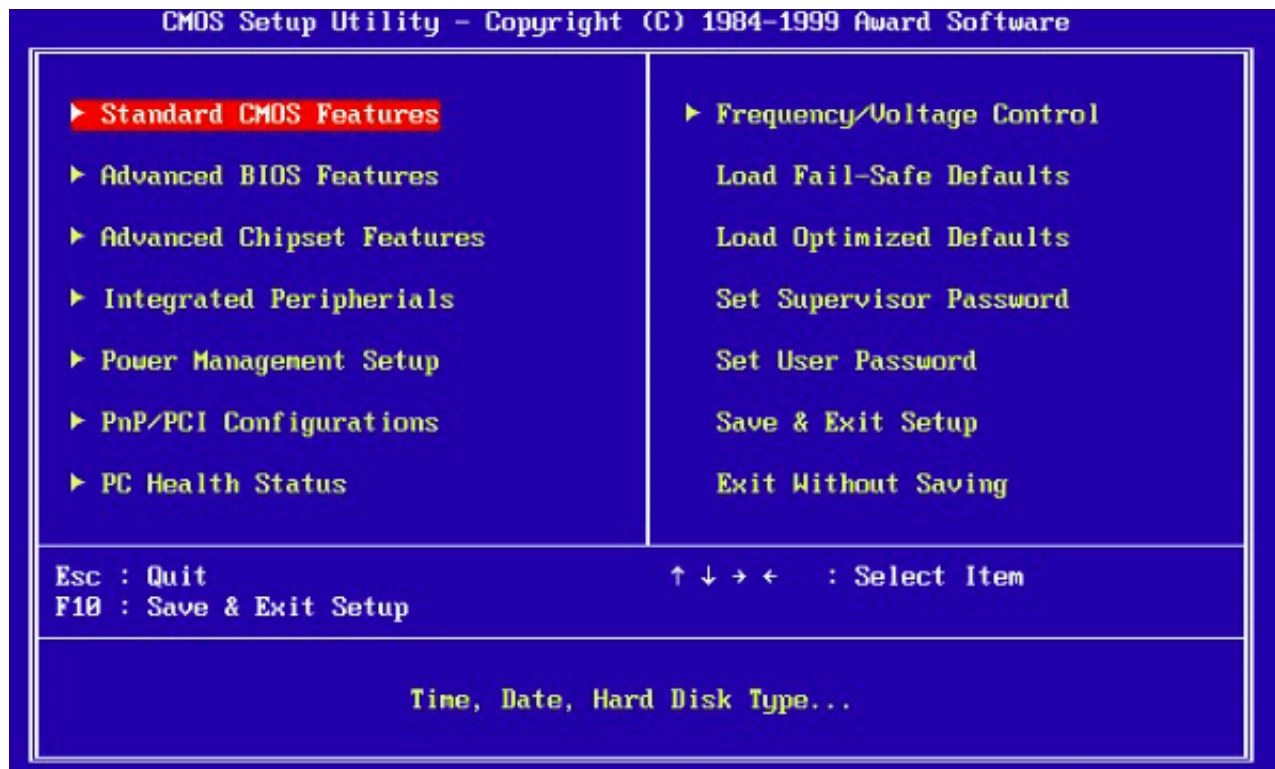 CMOS Setup Utility – Copyright (C) 1984–1999 Award Software
▶ Standard CMOS Features
▶ Advanced BIOS Features
▶ Advanced Chipset Features
▶ Integrated Peripherials
▶ Power Management Setup
▶ PnP/PCI Configurations
▶ PC Health Status
▶ Frequency/Voltage Control
Load Fail–Safe Defaults
Load Optimized Defaults
Set Supervisor Password
Set User Password
Save & Exit Setup
Exit Without Saving
Esc : Quit
F10 : Save & Exit Setup
↑ ↓ → ← : Select Item
Time, Date, Hard Disk Type...